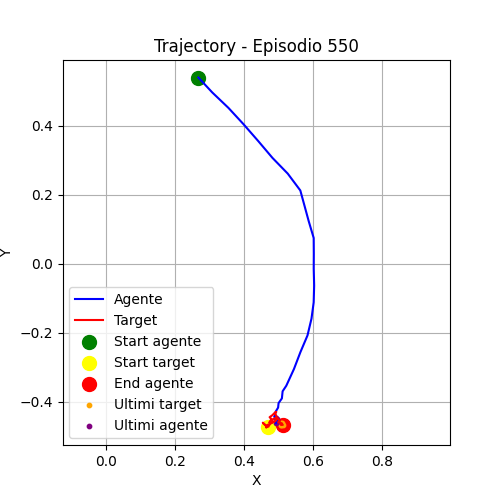 Trajectory - Episodio 550
Y
0.4
0.2
0.0
−0.2
−0.4
Agente
Target
Start agente
Start target
End agente
Ultimi target
Ultimi agente
0.0 0.2 0.4 0.6 0.8
X